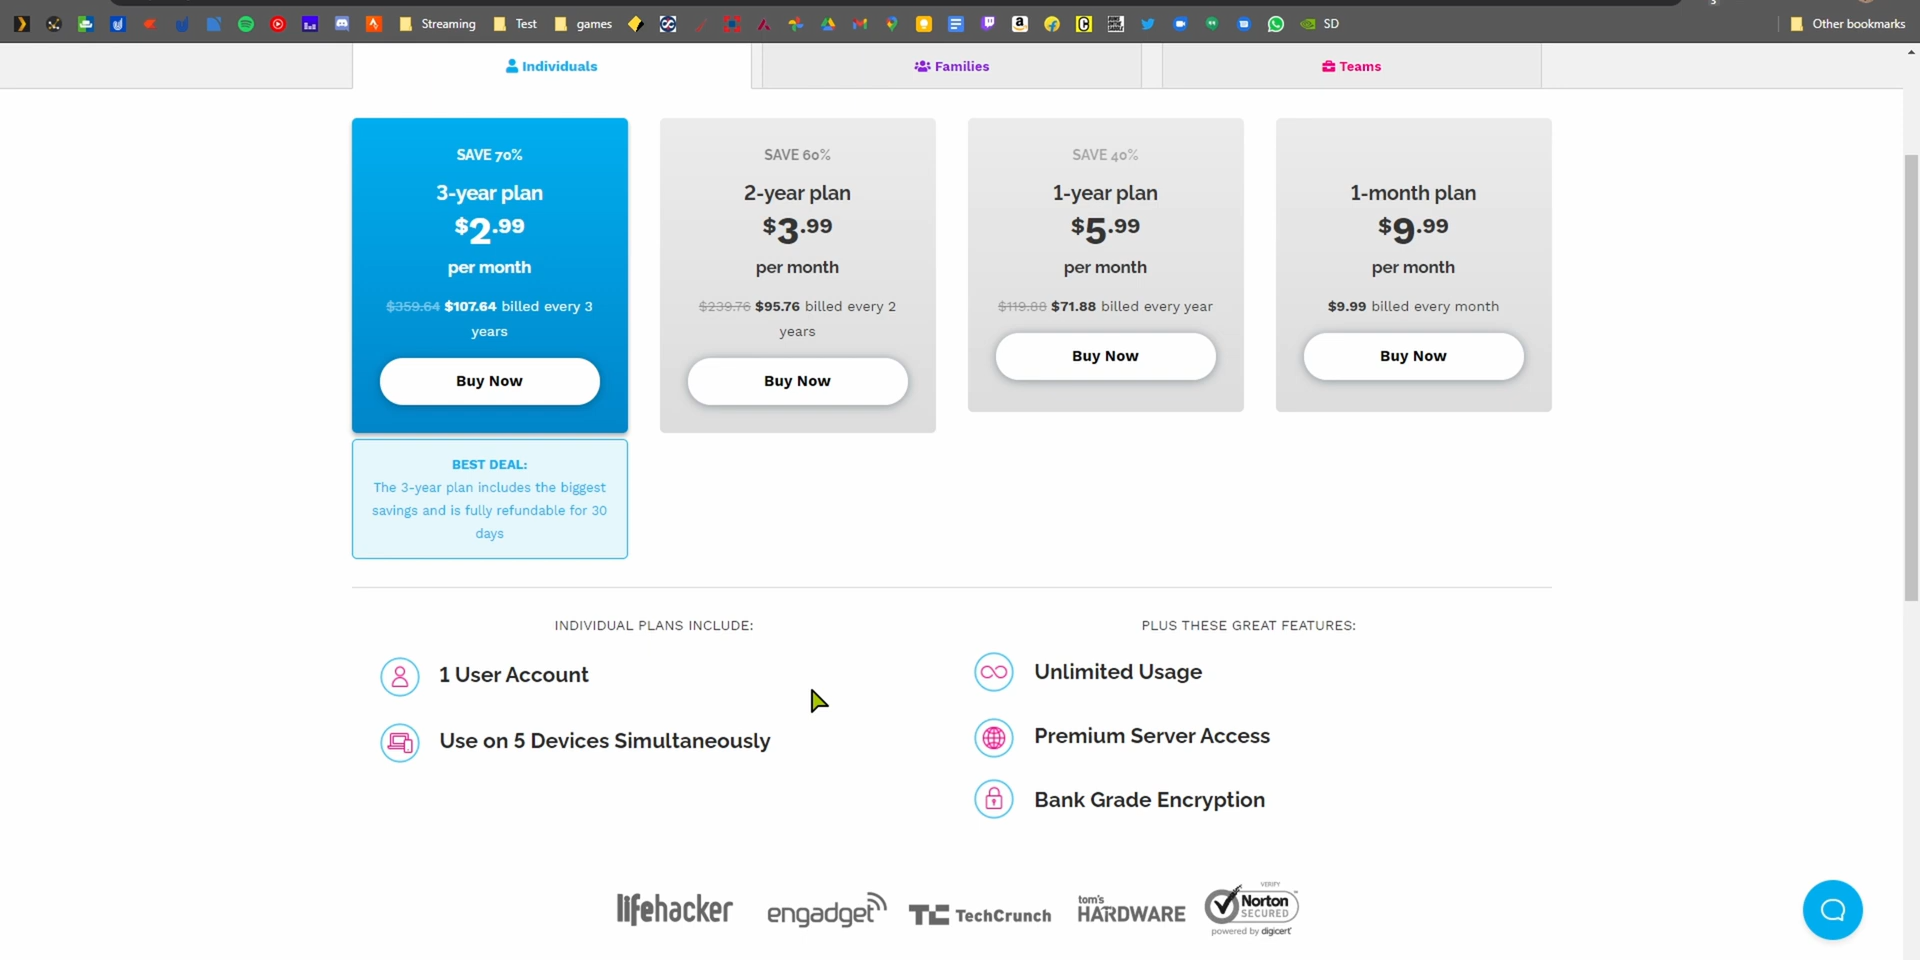 Streaming
Test
games
SD
Other bookmarks
Individuals
Families
Teams
SAVE 70%
3-year plan
$2.99
per month
$359.64 $107.64 billed every 3
years
Buy Now
BEST DEAL:
The 3-year plan includes the biggest
savings and is fully refundable for 30
days
SAVE 60%
2-year plan
$3.99
per month
$239.76 $95.76 billed every 2
years
Buy Now
SAVE 40%
1-year plan
$5.99
per month
$119.88 $71.88 billed every year
Buy Now
1-month plan
$9.99
per month
$9.99 billed every month
Buy Now
INDIVIDUAL PLANS INCLUDE:
1 User Account
Use on 5 Devices Simultaneously
PLUS THESE GREAT FEATURES:
Unlimited Usage
Premium Server Access
Bank Grade Encryption
lifehacker
engadget
TC TechCrunch
tom's
HARDWARE
VERIFY
Norton
SECURED
powered by digicert